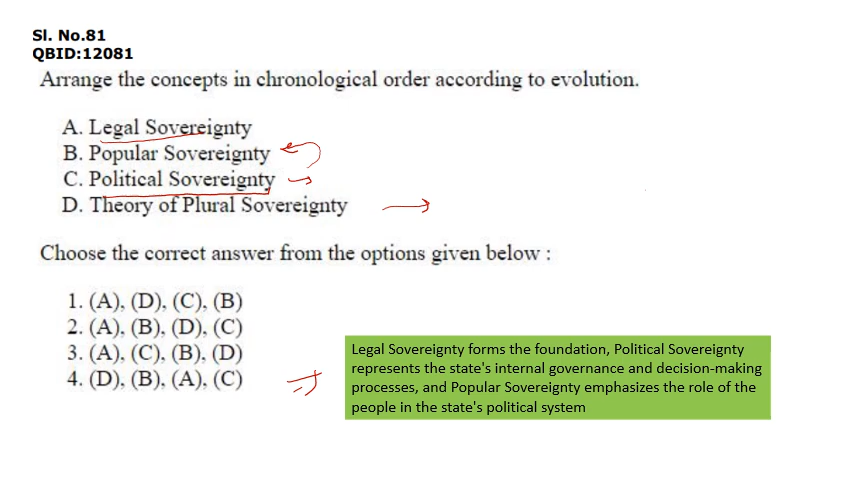 Sl. No.81
QBID:12081
Arrange the concepts in chronological order according to evolution.
A. Legal Sovereignty
B. Popular Sovereignty
C. Political Sovereignty
D. Theory of Plural Sovereignty
Choose the correct answer from the options given below :
1. (A), (D), (C), (B)
2. (A), (B), (D), (C)
3. (A), (C), (B), (D)
4. (D), (B), (A), (C)
Legal Sovereignty forms the foundation, Political Sovereignty
represents the state's internal governance and decision-making
processes, and Popular Sovereignty emphasizes the role of the
people in the state's political system